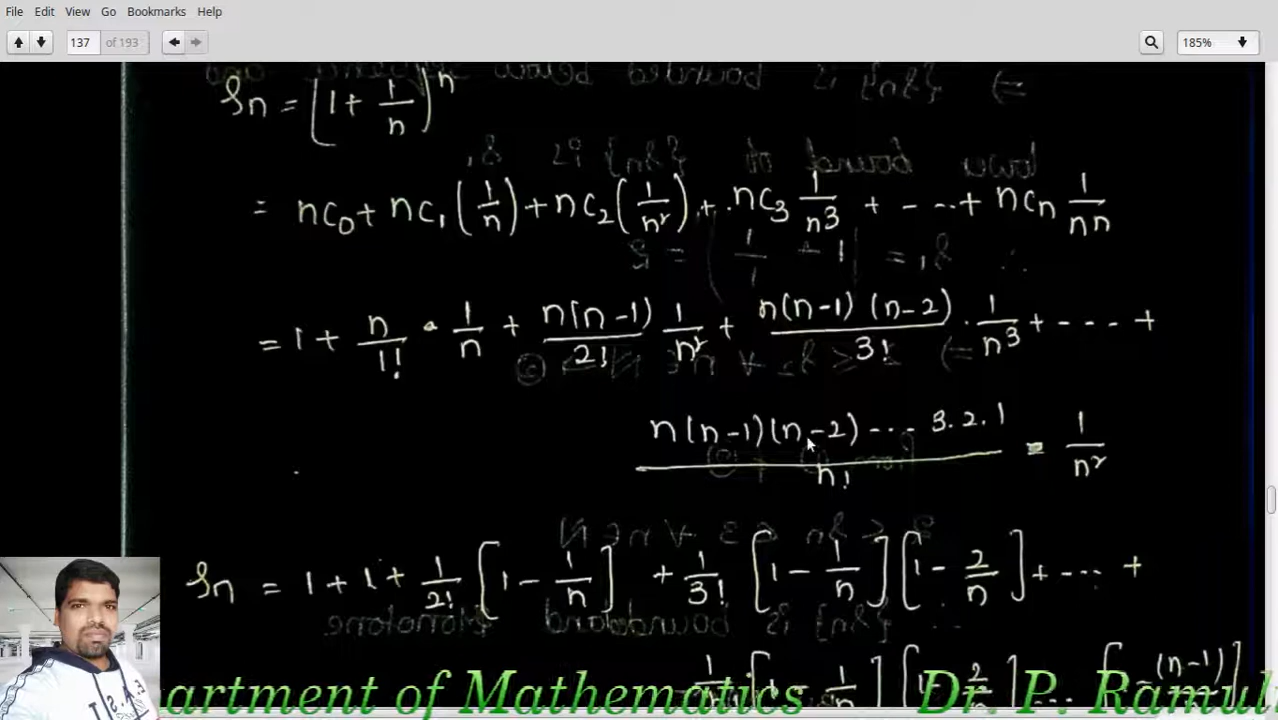 File Edit View Go Bookmarks Help
137 of 193 185%
Sn = [1 + 1/n]^n
= nc₀ + nc₁ (1/n) + nc₂ (1/n²) + nc₃ 1/n³ + - - .. + ncₙ 1/nⁿ
= 1 + n/1! · 1/n + n(n-1)/2! 1/n² + n(n-1)(n-2)/3! · 1/n³ + - - - - +
n(n-1)(n-2) - - - 3.2.1/n! = 1/n²
Sn = 1 + 1 + 1/2! [1 - 1/n] + 1/3! [1 - 1/n] [1 - 2/n] + - - - +
artment of Mathematics Dr. P. Ramul